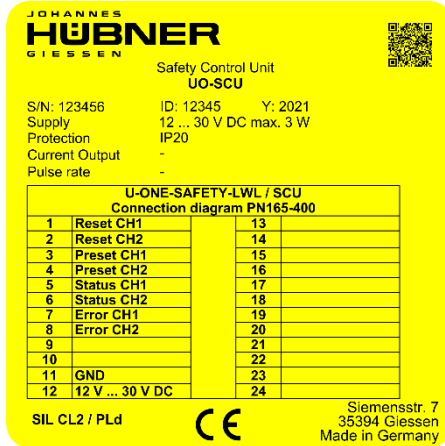 JOHANNES
HÜBNER
GIESSEN
Safety Control Unit
UO-SCU
S/N: 123456 ID: 12345 Y: 2021
Supply 12 ... 30 V DC max. 3 W
Protection IP20
Current Output -
Pulse rate -
U-ONE-SAFETY-LWL / SCU
Connection diagram PN165-400
1 Reset CH1 13
2 Reset CH2 14
3 Preset CH1 15
4 Preset CH2 16
5 Status CH1 17
6 Status CH2 18
7 Error CH1 19
8 Error CH2 20
9 21
10 22
11 GND 23
12 12 V ... 30 V DC 24
SIL CL2 / PLd
CE
Siemensstr. 7
35394 Giessen
Made in Germany